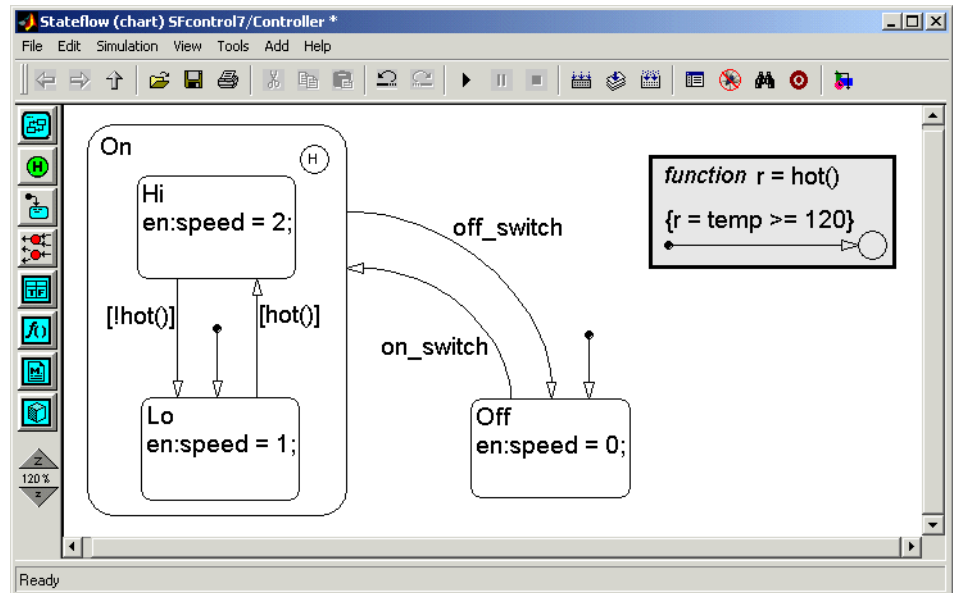 Stateflow (chart) SFcontrol7/Controller *
File Edit Simulation View Tools Add Help
On
H
Hi
en:speed = 2;
[!hot()]
[hot()]
Lo
en:speed = 1;
off_switch
on_switch
Off
en:speed = 0;
function r = hot()
{r = temp >= 120}
H
TF
f()
M
Z
120 %
z
Ready